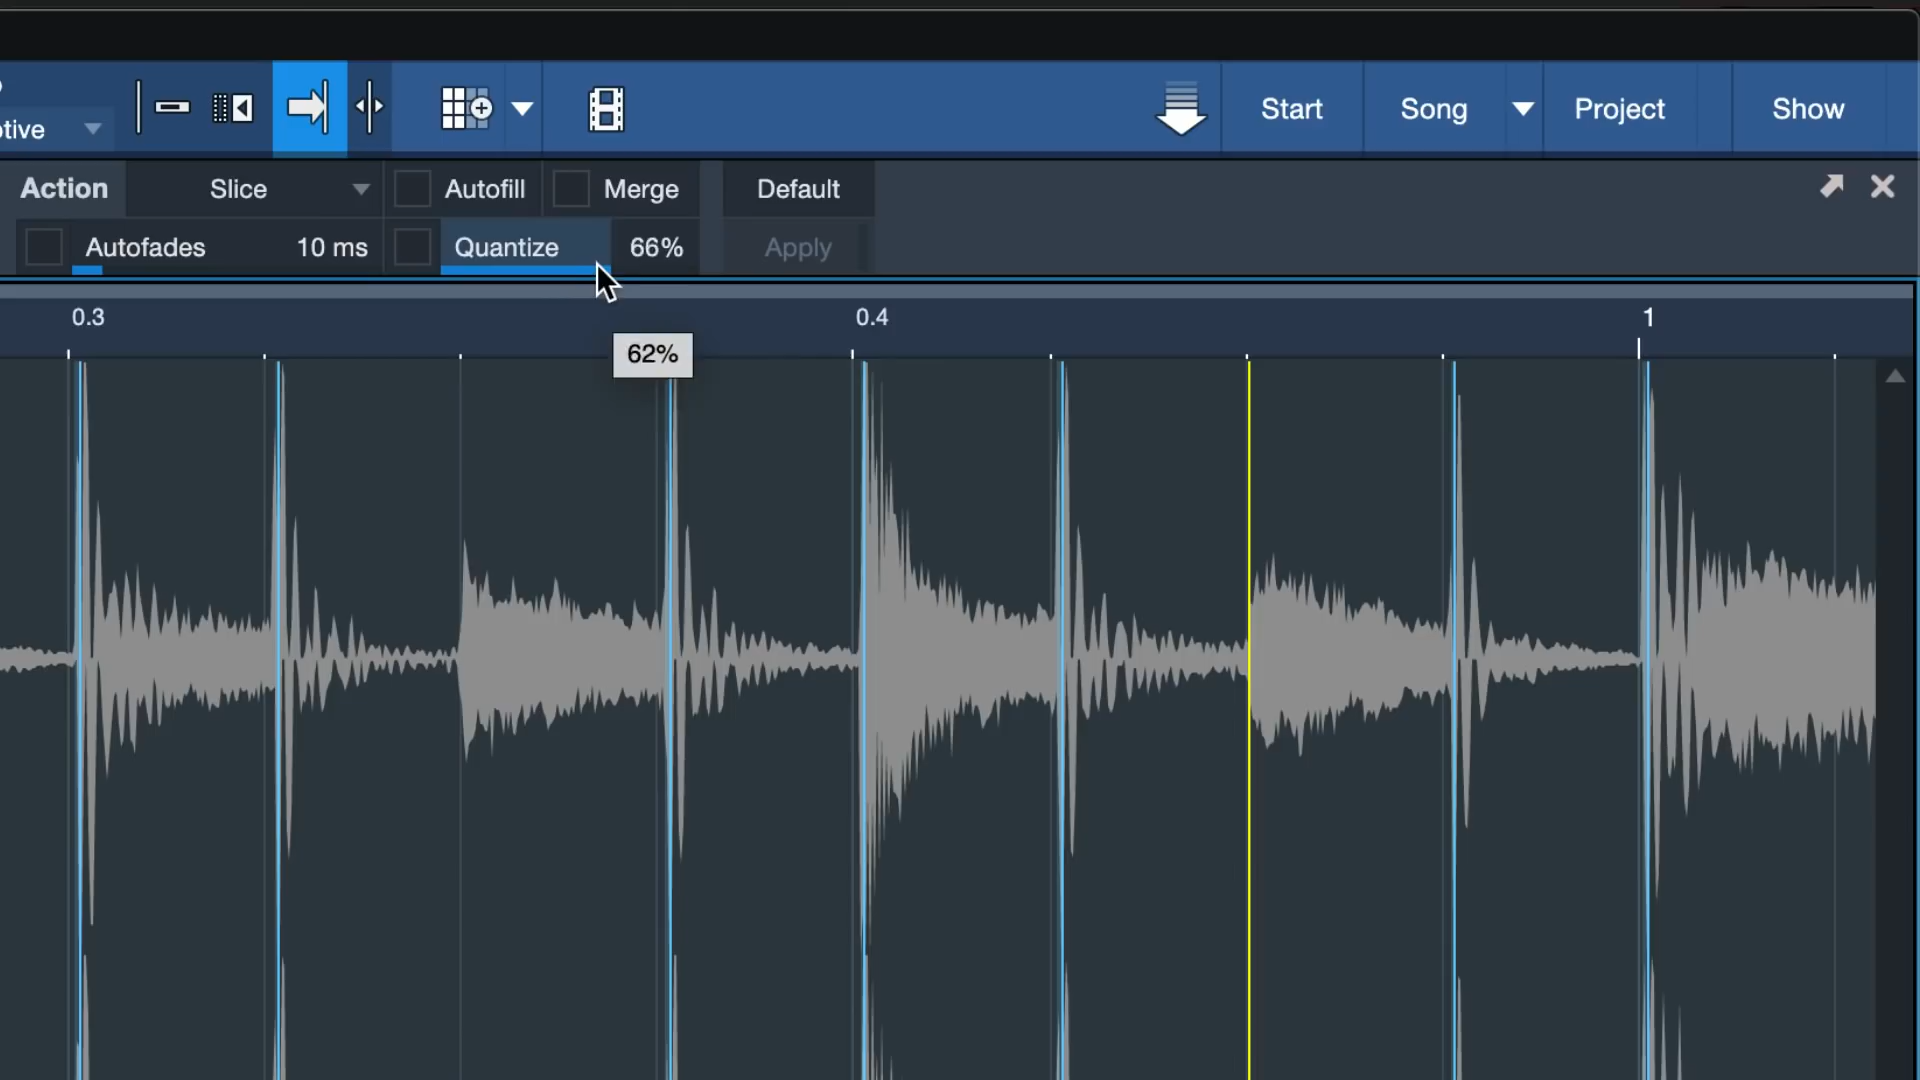 tive
Start Song Project Show
Action Slice Autofill Merge Default
Autofades 10 ms Quantize 66% Apply
0.3 0.4 1
62%